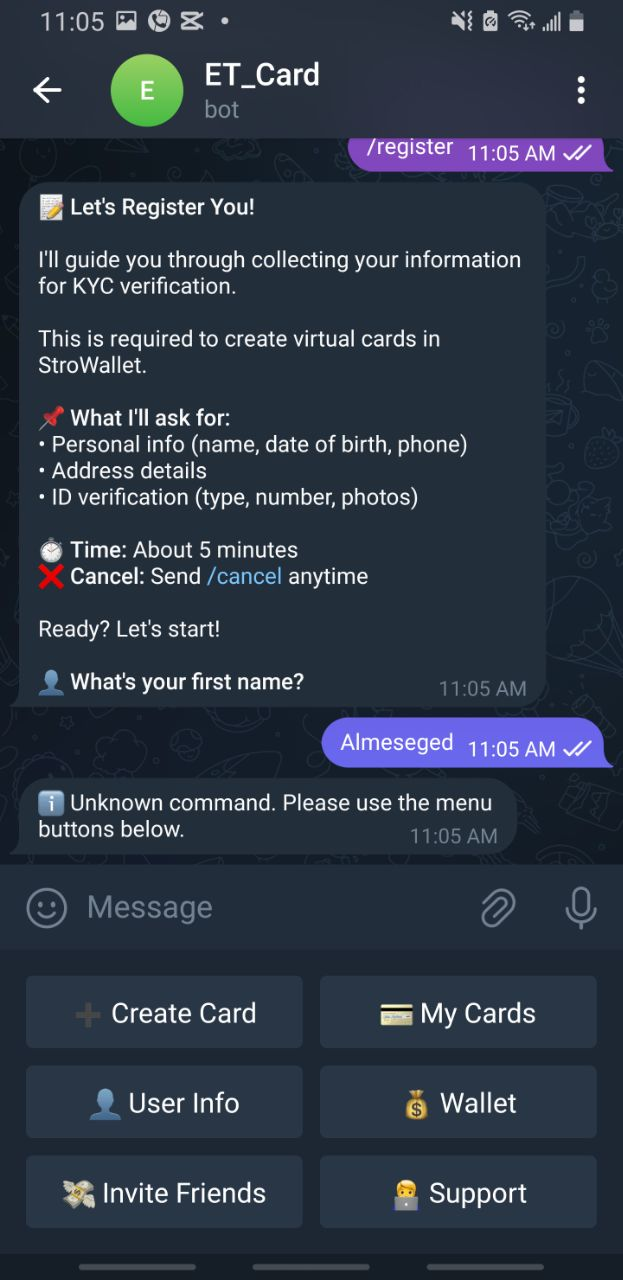 11:05
E
ET_Card
bot
/register 11:05 AM
📝 Let's Register You!
I'll guide you through collecting your information
for KYC verification.
This is required to create virtual cards in
StroWallet.
📌 What I'll ask for:
• Personal info (name, date of birth, phone)
• Address details
• ID verification (type, number, photos)
⏱️ Time: About 5 minutes
❌ Cancel: Send /cancel anytime
Ready? Let's start!
👤 What's your first name?
11:05 AM
Almeseged 11:05 AM
ℹ️ Unknown command. Please use the menu
buttons below.
11:05 AM
Message
➕ Create Card
💳 My Cards
👤 User Info
💰 Wallet
💸 Invite Friends
🧑‍💻 Support